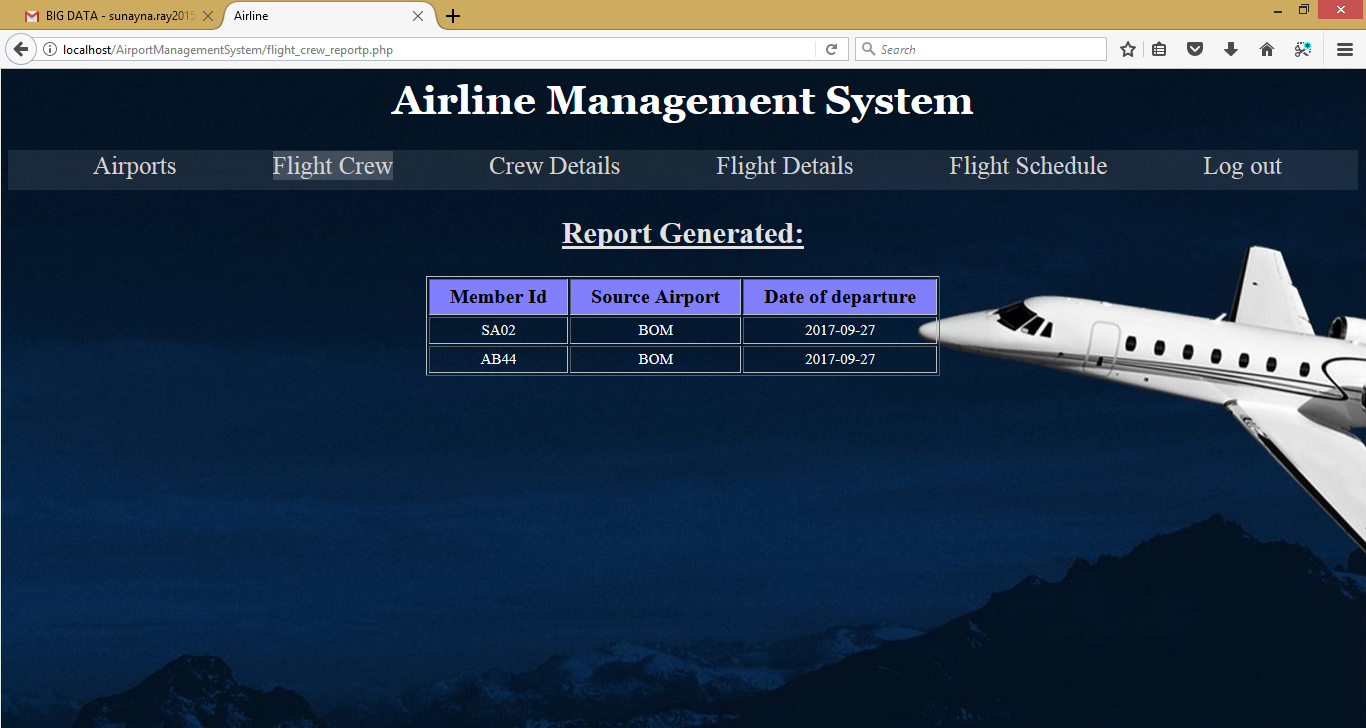 BIG DATA - sunayna.ray2015
Airline
localhost/AirportManagementSystem/flight_crew_reportp.php
Search
Airline Management System
Airports Flight Crew Crew Details Flight Details Flight Schedule Log out
Report Generated:
Member Id Source Airport Date of departure
SA02 BOM 2017-09-27
AB44 BOM 2017-09-27